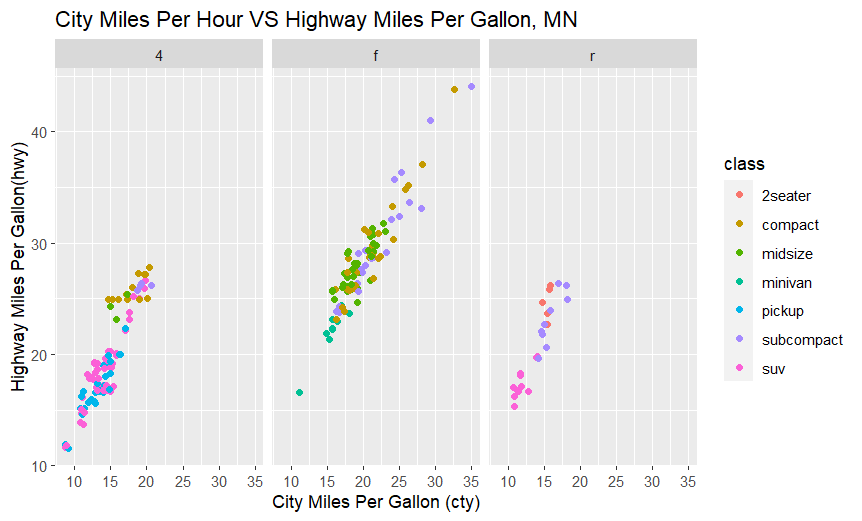 City Miles Per Hour VS Highway Miles Per Gallon, MN
4 f r
Highway Miles Per Gallon(hwy)
40
30
20
10
10 15 20 25 30 35 10 15 20 25 30 35 10 15 20 25 30 35
City Miles Per Gallon (cty)
class
2seater
compact
midsize
minivan
pickup
subcompact
suv